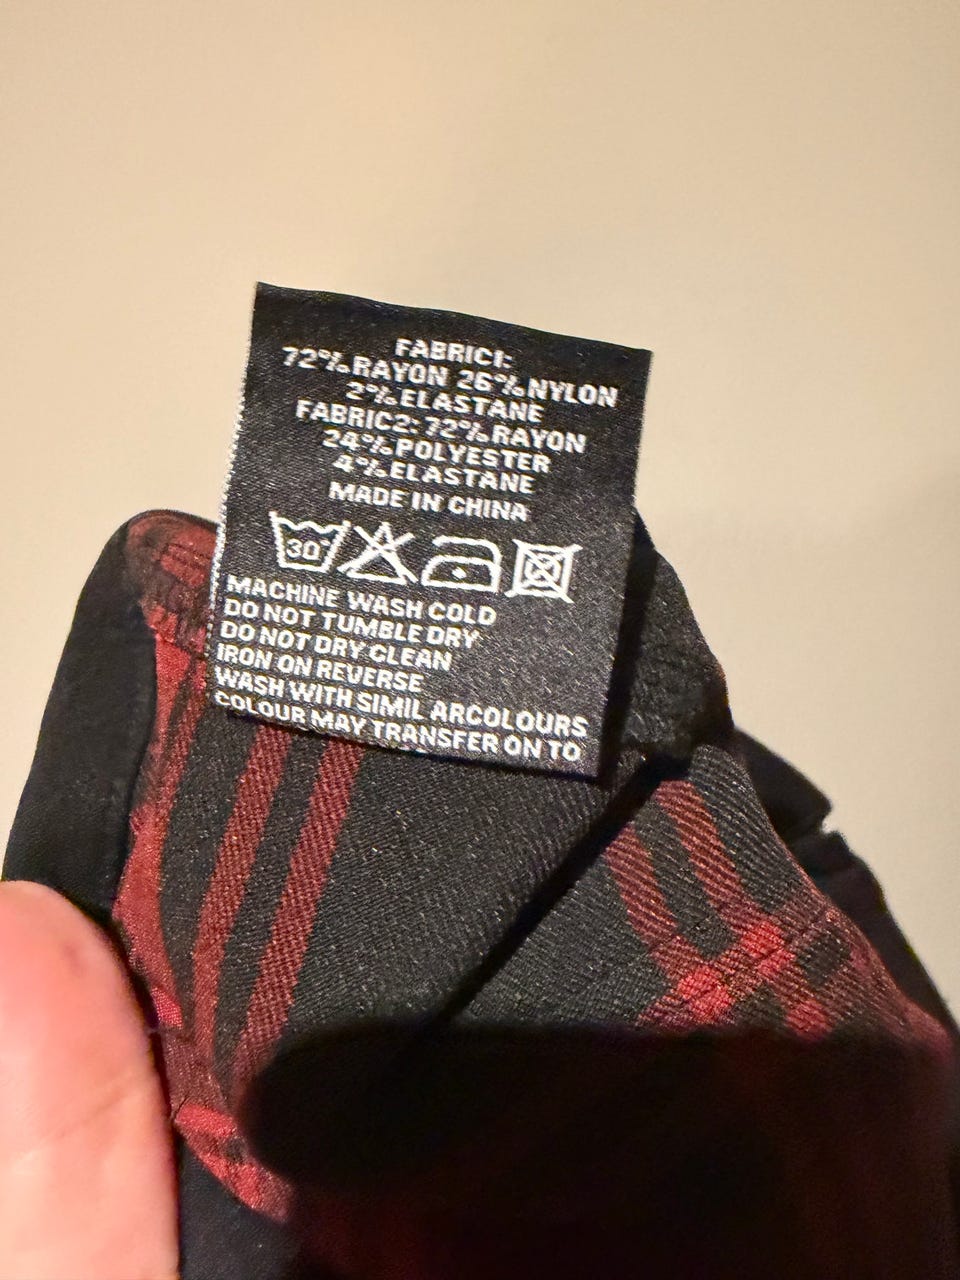 FABRIC1:
72%RAYON 26%NYLON
2%ELASTANE
FABRIC2: 72%RAYON
24%POLYESTER
4%ELASTANE
MADE IN CHINA
30°
MACHINE WASH COLD
DO NOT TUMBLE DRY
DO NOT DRY CLEAN
IRON ON REVERSE
WASH WITH SIMIL ARCOLOURS
COLOUR MAY TRANSFER ON TO